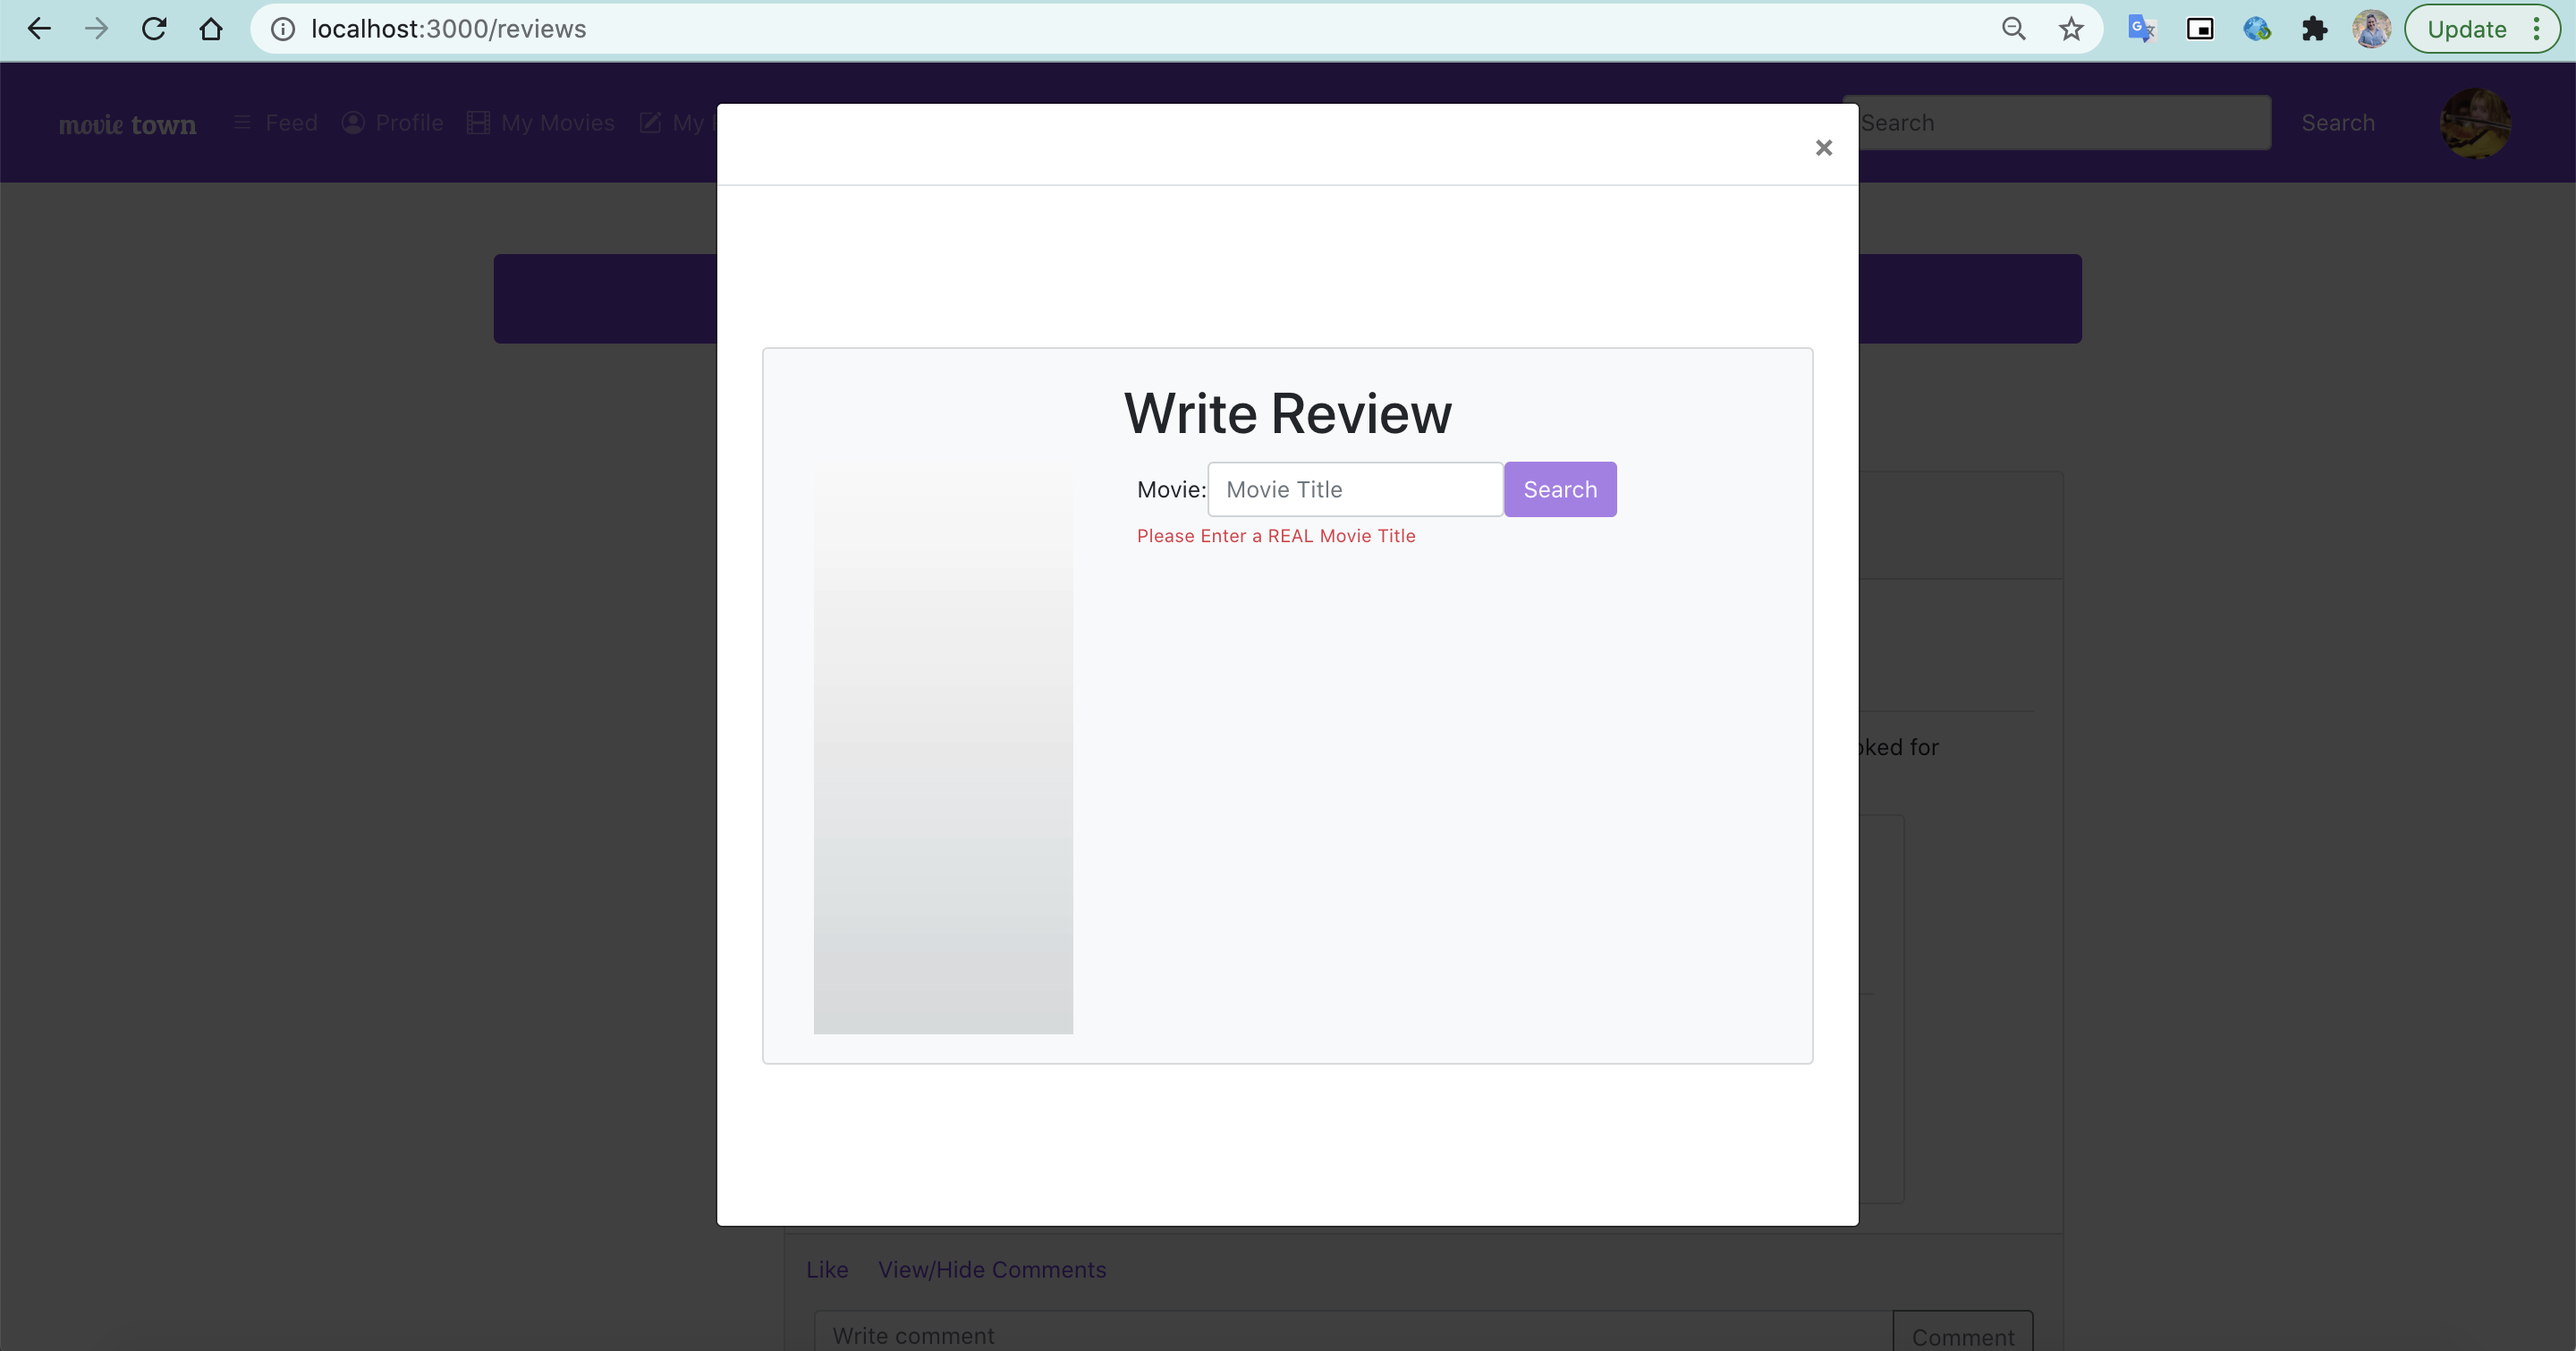 localhost:3000/reviews
Update
movie town
Feed
Profile
My Movies
My
Search
Search
×
Write Review
Movie:
Movie Title
Search
Please Enter a REAL Movie Title
for
Like
View/Hide Comments
Write comment
Comment